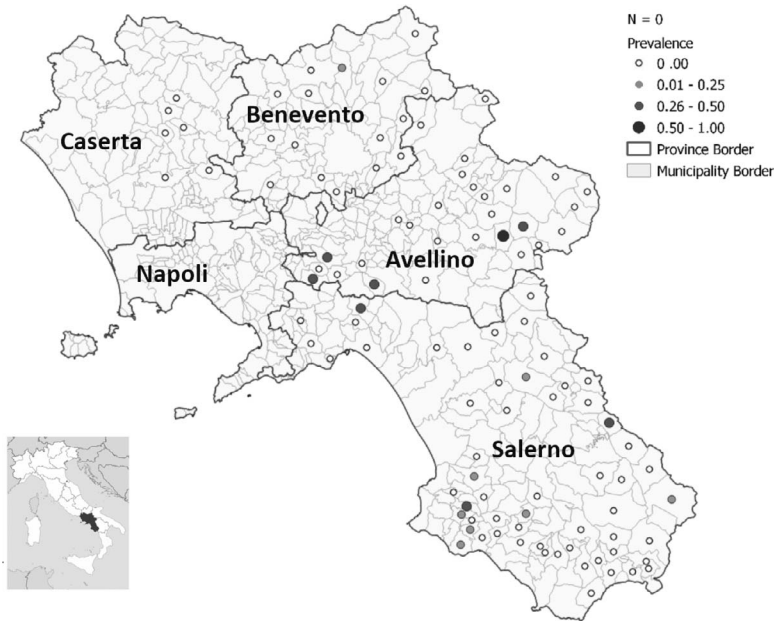 N = 0
Prevalence
0 .00
0.01 - 0.25
0.26 - 0.50
0.50 - 1.00
Province Border
Municipality Border
Caserta
Benevento
Napoli
Avellino
Salerno